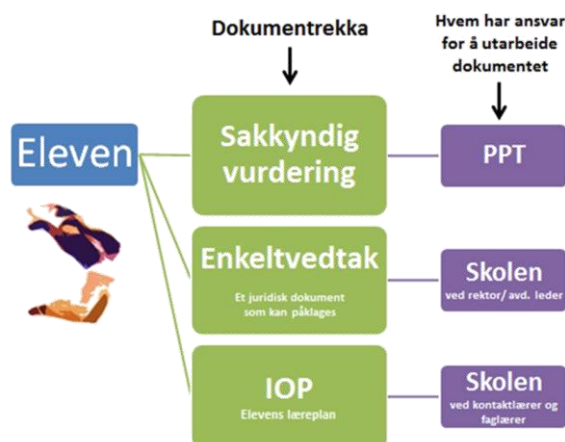 Dokumentrekka
Hvem har ansvar
for å utarbeide
dokumentet
Eleven
Sakkyndig
vurdering
PPT
Enkeltvedtak
Et juridisk dokument
som kan påklages
Skolen
ved rektor/ avd. leder
IOP
Elevens læreplan
Skolen
ved kontaktlærer og
faglærer